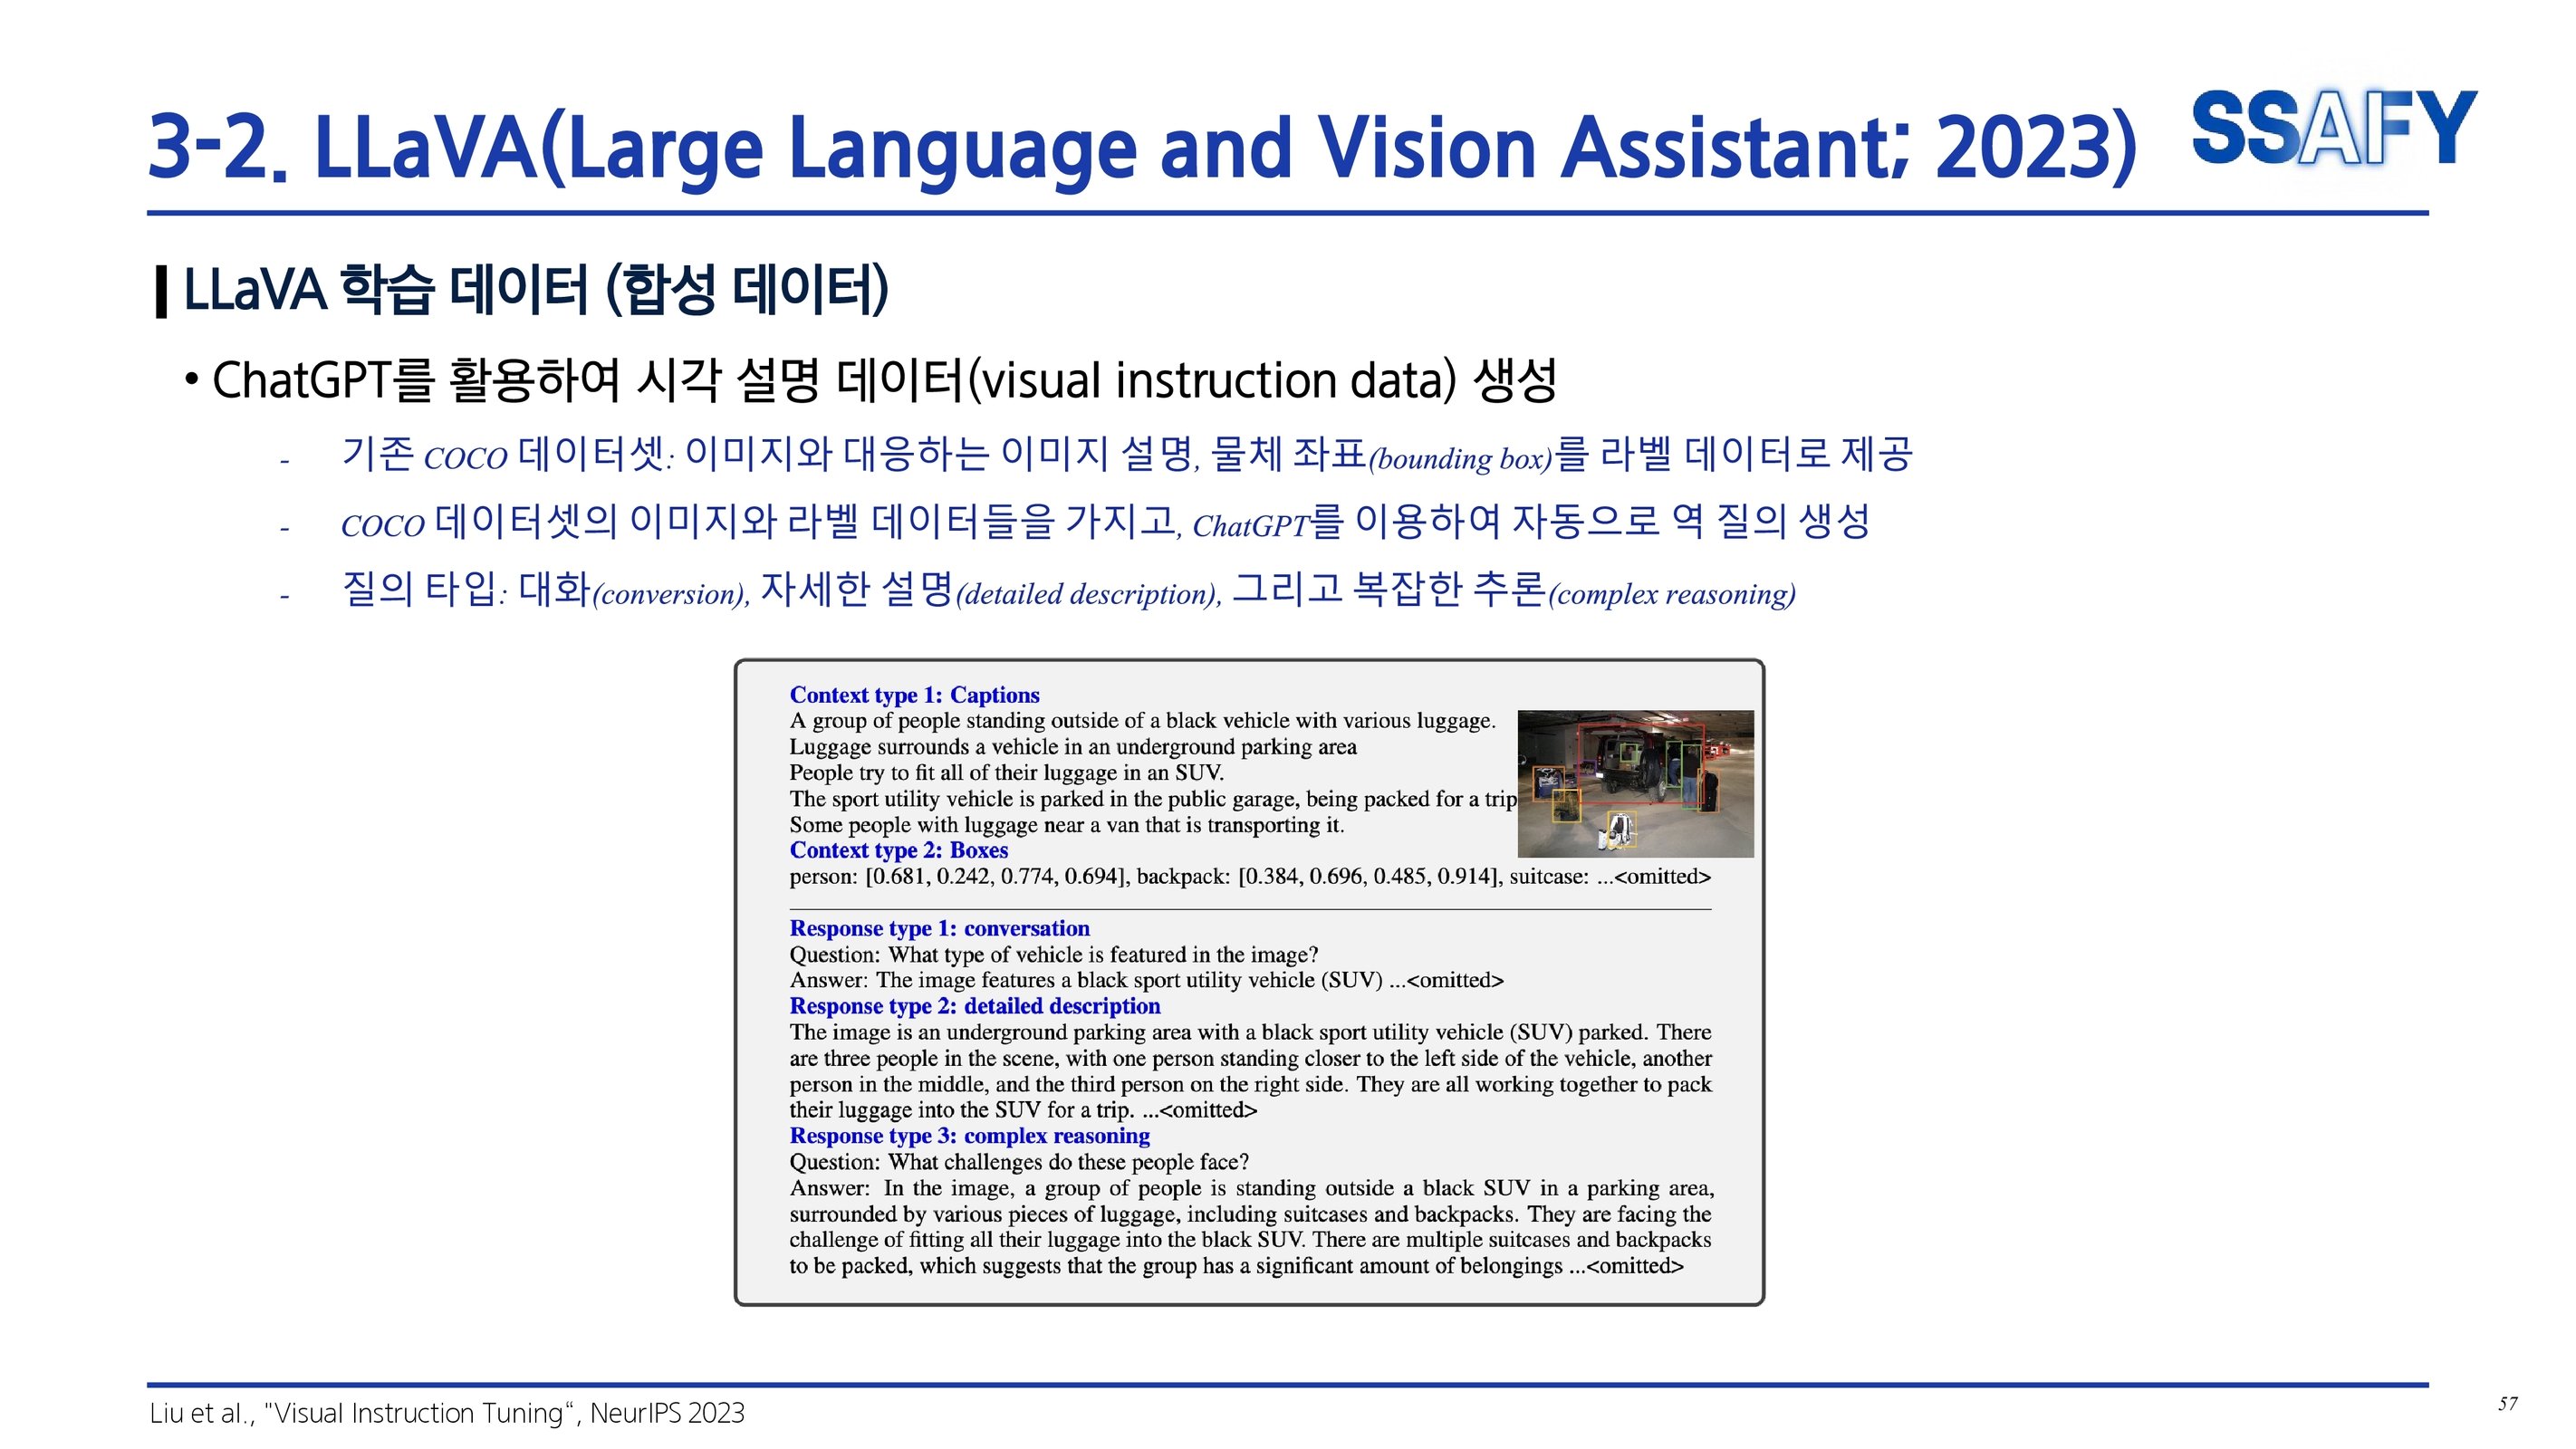 3-2. LLaVA(Large Language and Vision Assistant; 2023)
SSAFY
LLaVA 학습 데이터 (합성 데이터)
• ChatGPT를 활용하여 시각 설명 데이터(visual instruction data) 생성
- 기존 COCO 데이터셋: 이미지와 대응하는 이미지 설명, 물체 좌표(bounding box)를 라벨 데이터로 제공
- COCO 데이터셋의 이미지와 라벨 데이터들을 가지고, ChatGPT를 이용하여 자동으로 역 질의 생성
- 질의 타입: 대화(conversion), 자세한 설명(detailed description), 그리고 복잡한 추론(complex reasoning)
Context type 1: Captions
A group of people standing outside of a black vehicle with various luggage.
Luggage surrounds a vehicle in an underground parking area
People try to fit all of their luggage in an SUV.
The sport utility vehicle is parked in the public garage, being packed for a trip
Some people with luggage near a van that is transporting it.
Context type 2: Boxes
person: [0.681, 0.242, 0.774, 0.694], backpack: [0.384, 0.696, 0.485, 0.914], suitcase: ...<omitted>
Response type 1: conversation
Question: What type of vehicle is featured in the image?
Answer: The image features a black sport utility vehicle (SUV) ...<omitted>
Response type 2: detailed description
The image is an underground parking area with a black sport utility vehicle (SUV) parked. There
are three people in the scene, with one person standing closer to the left side of the vehicle, another
person in the middle, and the third person on the right side. They are all working together to pack
their luggage into the SUV for a trip. ...<omitted>
Response type 3: complex reasoning
Question: What challenges do these people face?
Answer: In the image, a group of people is standing outside a black SUV in a parking area,
surrounded by various pieces of luggage, including suitcases and backpacks. They are facing the
challenge of fitting all their luggage into the black SUV. There are multiple suitcases and backpacks
to be packed, which suggests that the group has a significant amount of belongings ...<omitted>
Liu et al., "Visual Instruction Tuning“, NeurIPS 2023
57